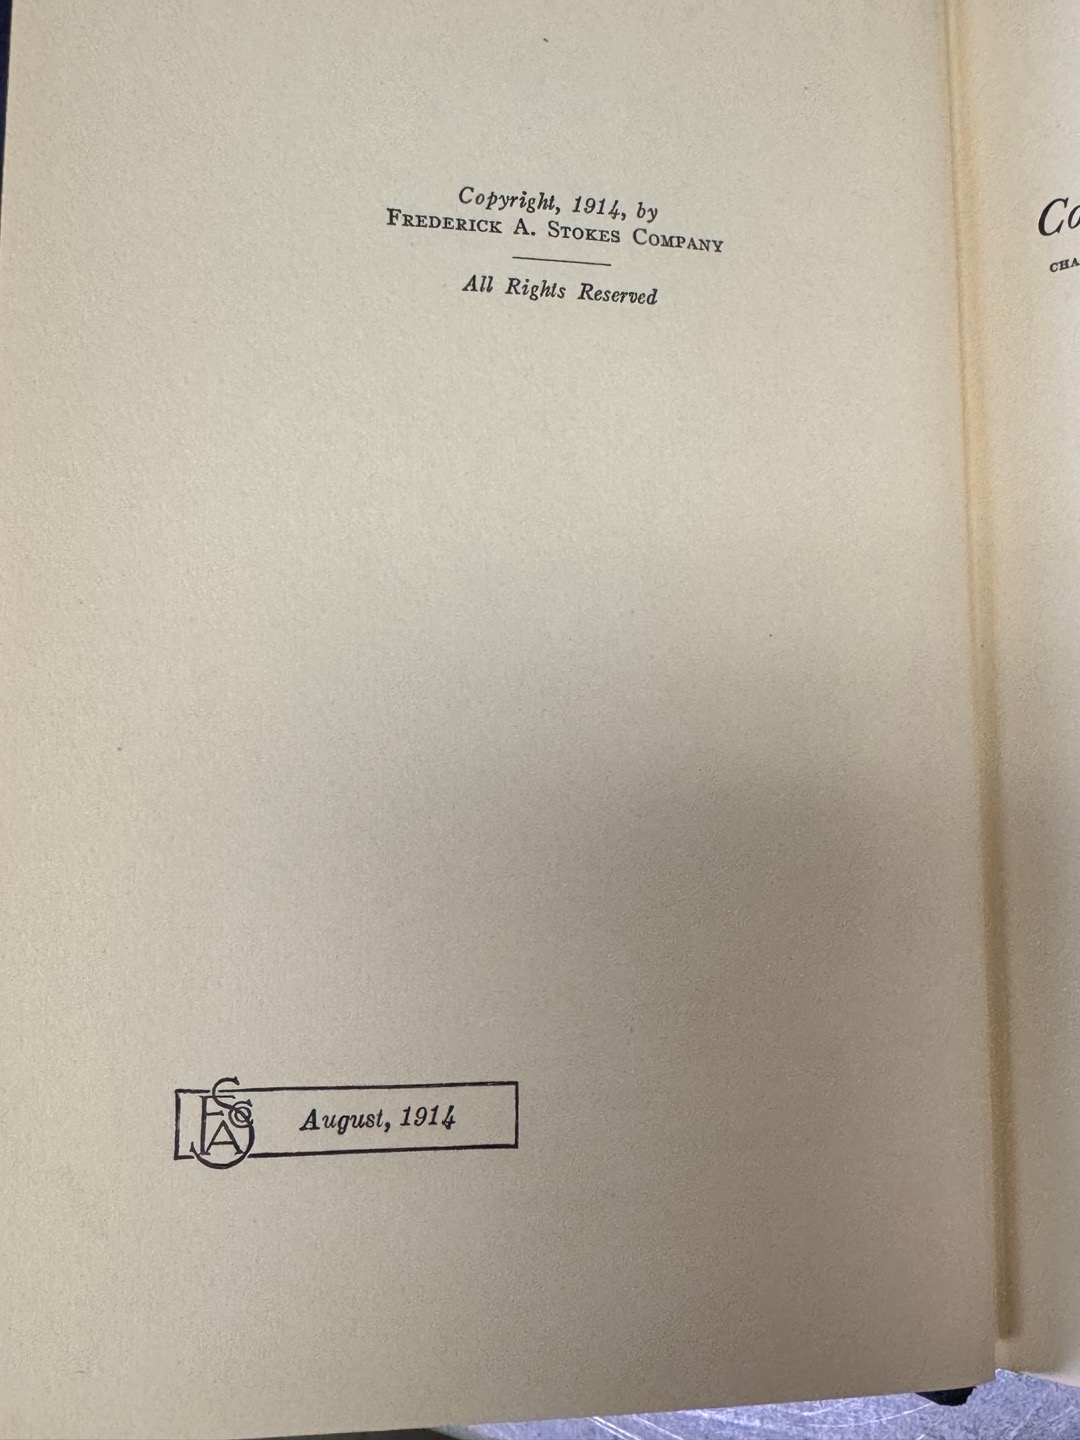 Copyright, 1914, by
FREDERICK A. STOKES COMPANY
All Rights Reserved
August, 1914